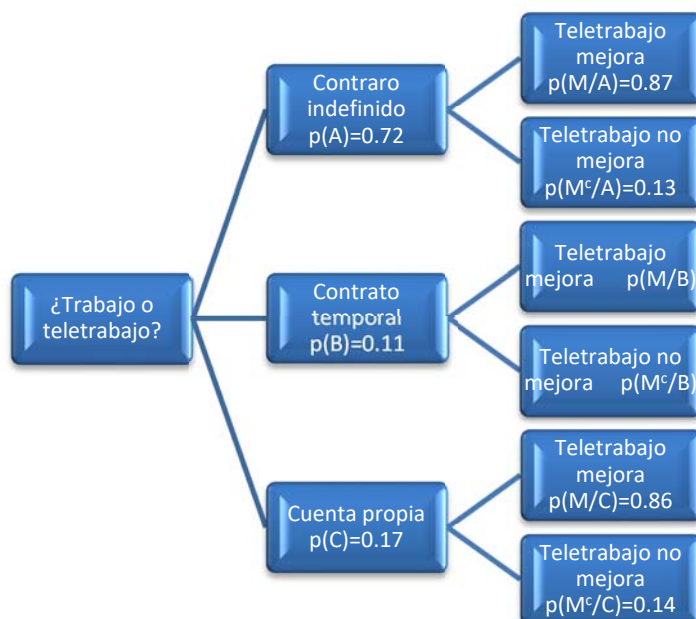 ¿Trabajo o
teletrabajo?
Contraro
indefinido
p(A)=0.72
Teletrabajo
mejora
p(M/A)=0.87
Teletrabajo no
mejora
p(Mᶜ/A)=0.13
Contrato
temporal
p(B)=0.11
Teletrabajo
mejora p(M/B)
Teletrabajo no
mejora p(Mᶜ/B)
Cuenta propia
p(C)=0.17
Teletrabajo
mejora
p(M/C)=0.86
Teletrabajo no
mejora
p(Mᶜ/C)=0.14